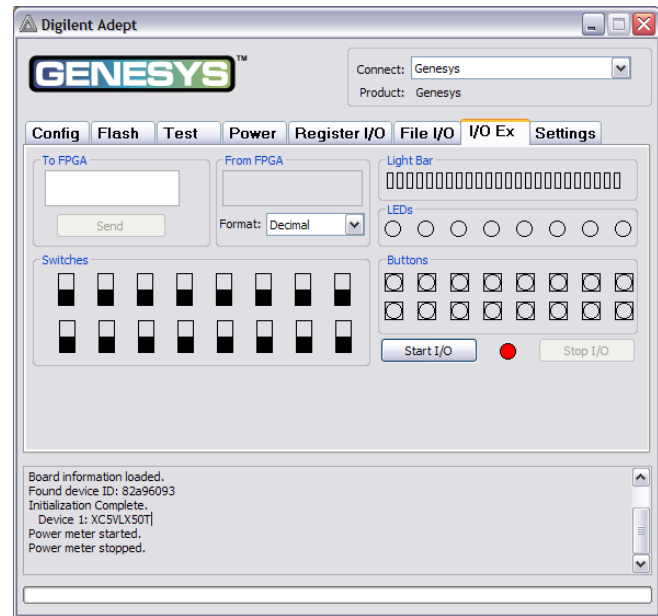 Digilent Adept
GENESYS™
Connect: Genesys
Product: Genesys
Config Flash Test Power Register I/O File I/O I/O Ex Settings
To FPGA
From FPGA
Light Bar
Send
Format: Decimal
LEDs
Switches
Buttons
Start I/O
Stop I/O
Board information loaded.
Found device ID: 82a96093
Initialization Complete.
Device 1: XC5VLX50T
Power meter started.
Power meter stopped.